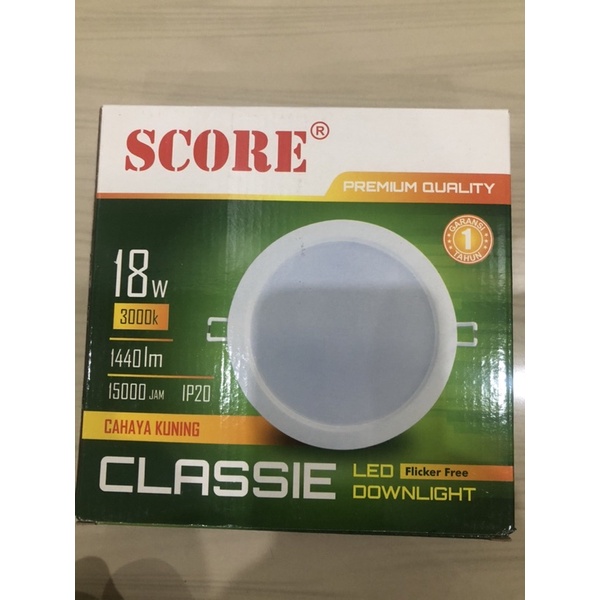 SCORE®
PREMIUM QUALITY
GARANSI
1
TAHUN
18W
3000k
1440lm
15000 JAM IP20
CAHAYA KUNING
CLASSIE
LED Flicker Free
DOWNLIGHT